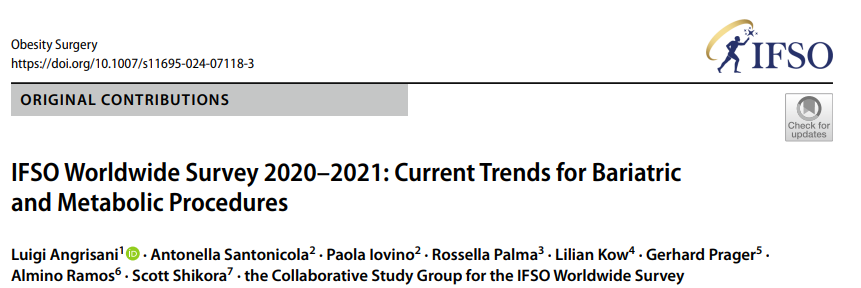 Obesity Surgery
https://doi.org/10.1007/s11695-024-07118-3
IFSO
ORIGINAL CONTRIBUTIONS
Check for
updates
IFSO Worldwide Survey 2020–2021: Current Trends for Bariatric
and Metabolic Procedures
Luigi Angrisani1 iD · Antonella Santonicola2 · Paola Iovino2 · Rossella Palma3 · Lilian Kow4 · Gerhard Prager5 ·
Almino Ramos6 · Scott Shikora7 · the Collaborative Study Group for the IFSO Worldwide Survey